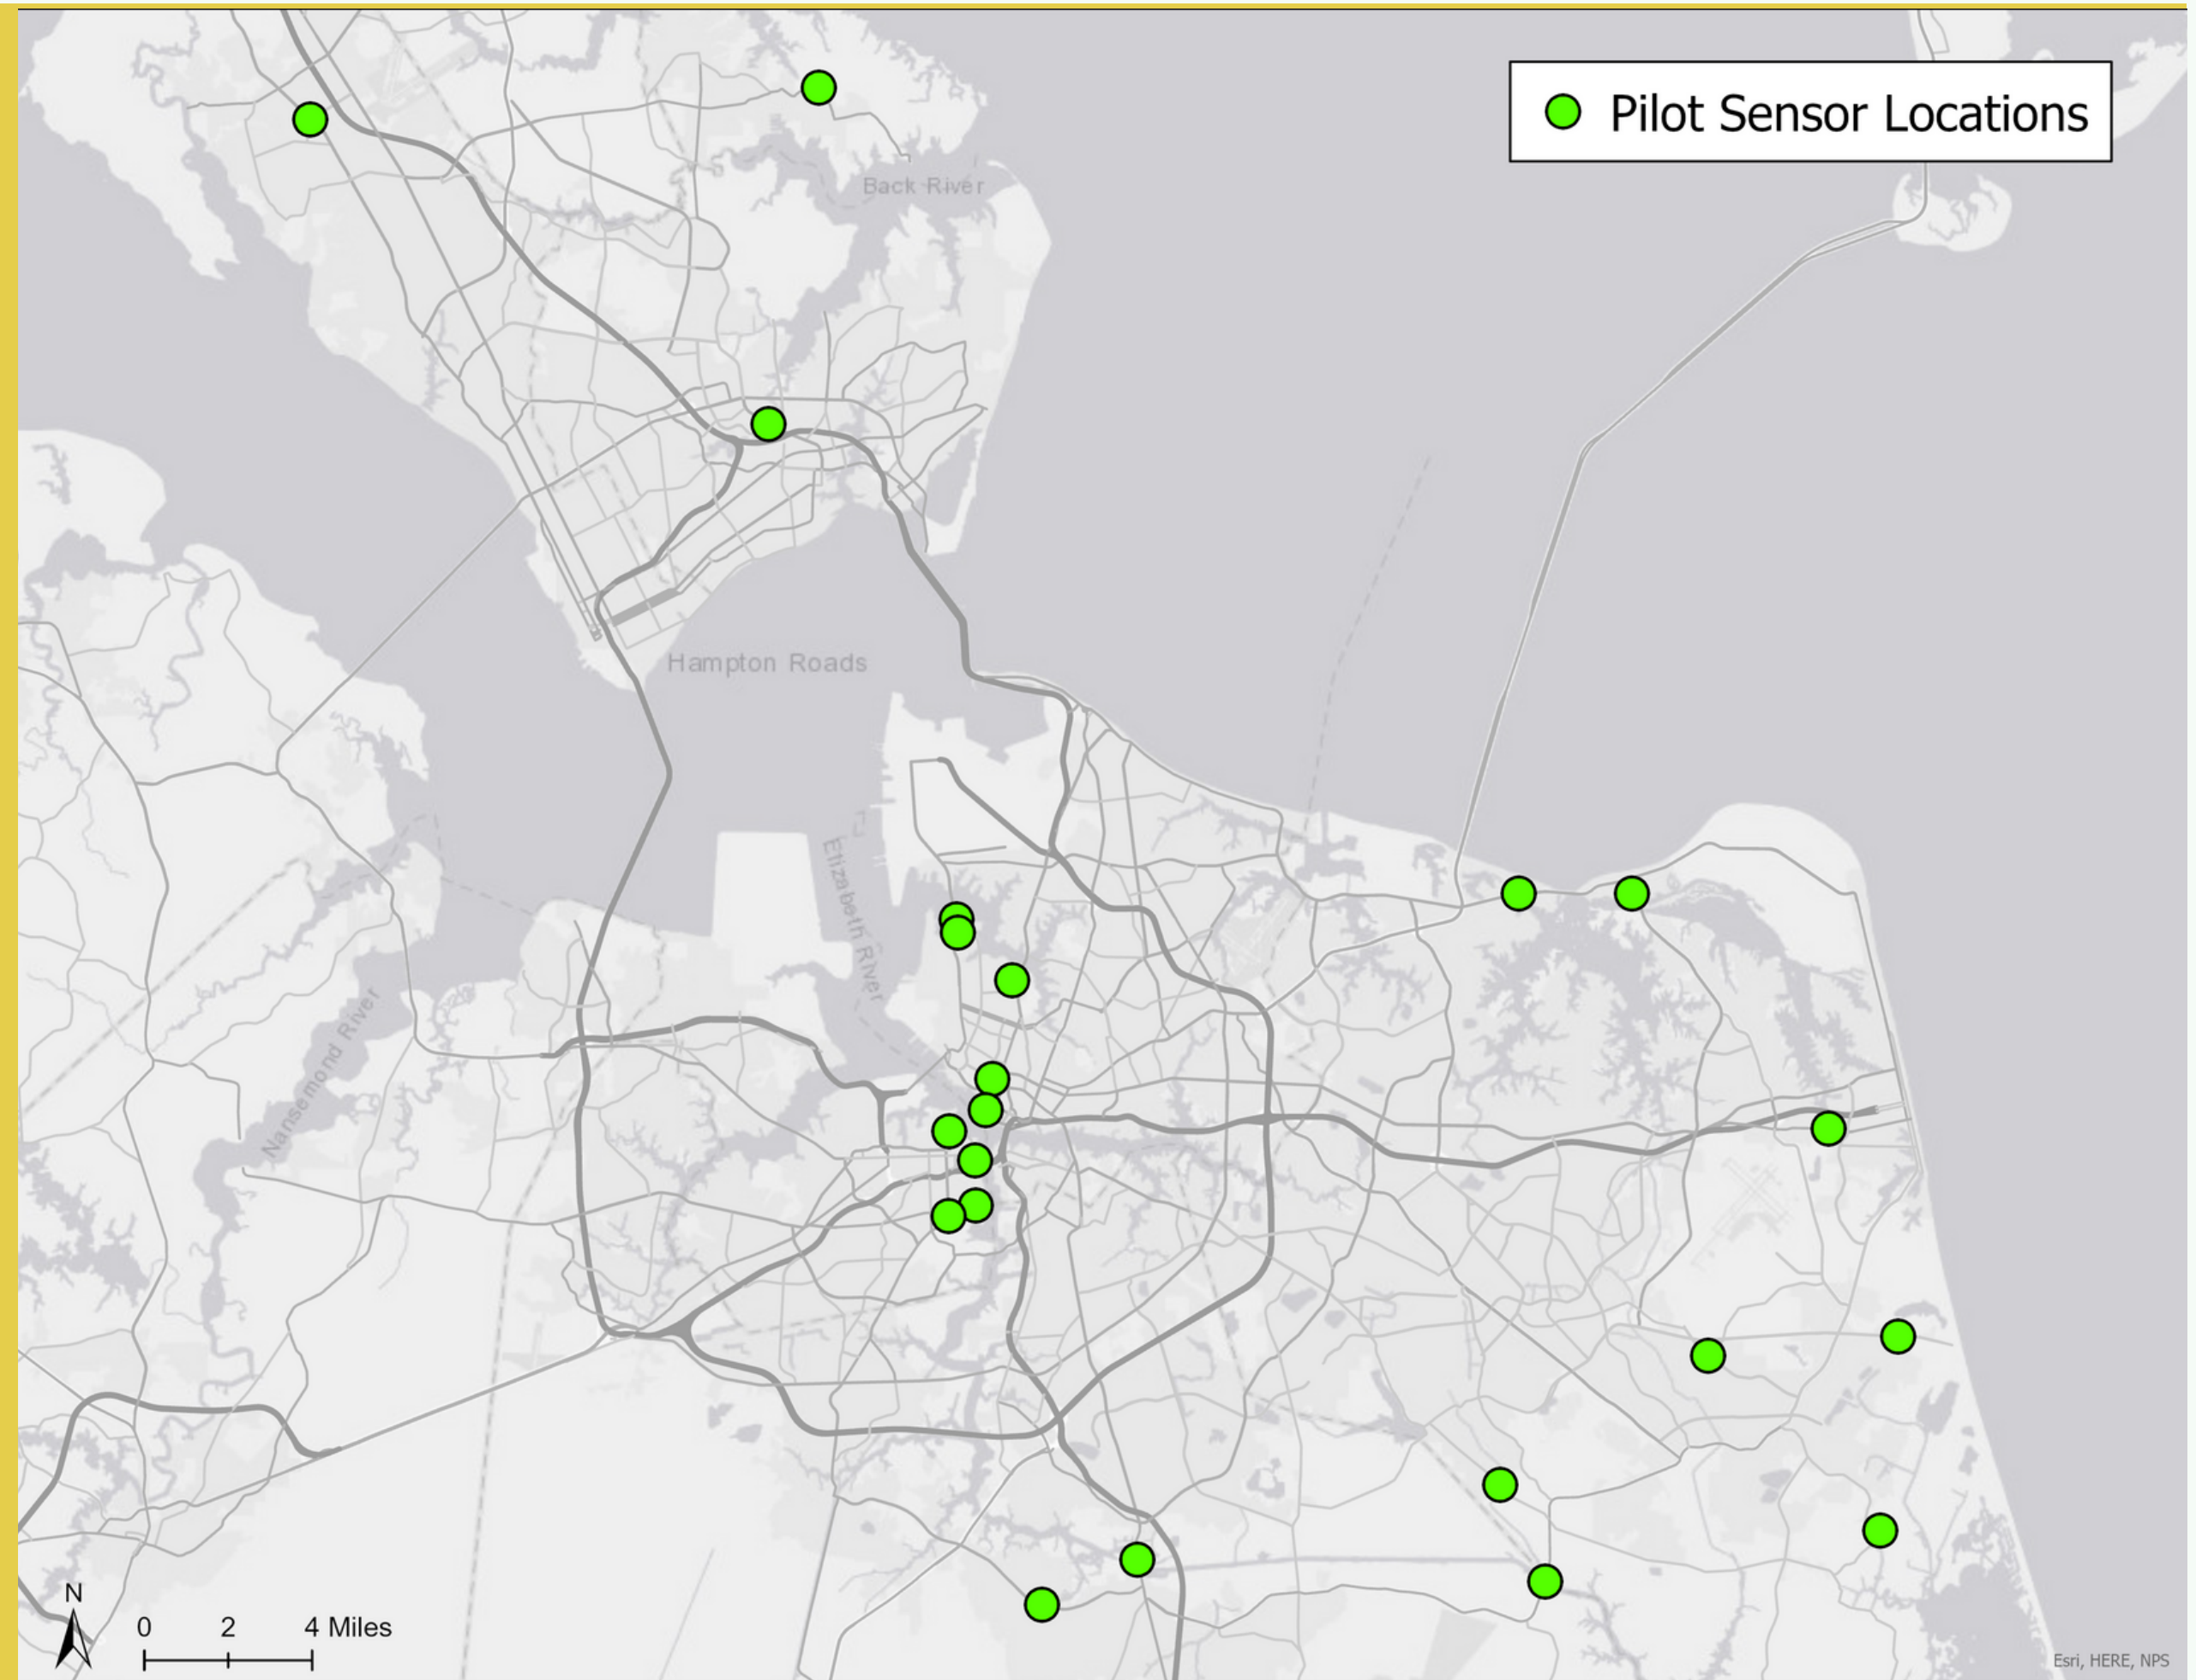 Pilot Sensor Locations
Back River
Hampton Roads
Elizabeth River
Nansemond River
N
0 2 4 Miles
Esri, HERE, NPS